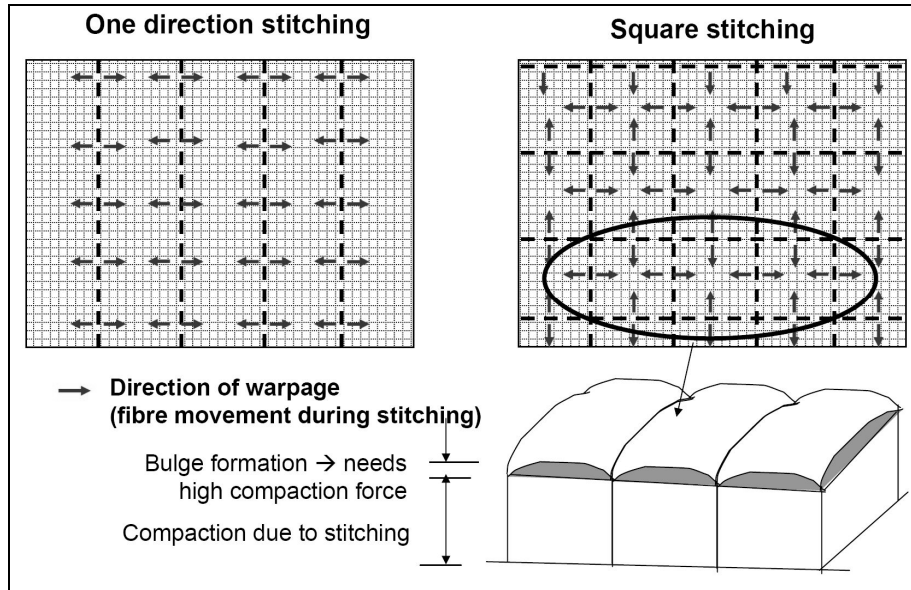 One direction stitching
Square stitching
Direction of warpage
(fibre movement during stitching)
Bulge formation → needs
high compaction force
Compaction due to stitching